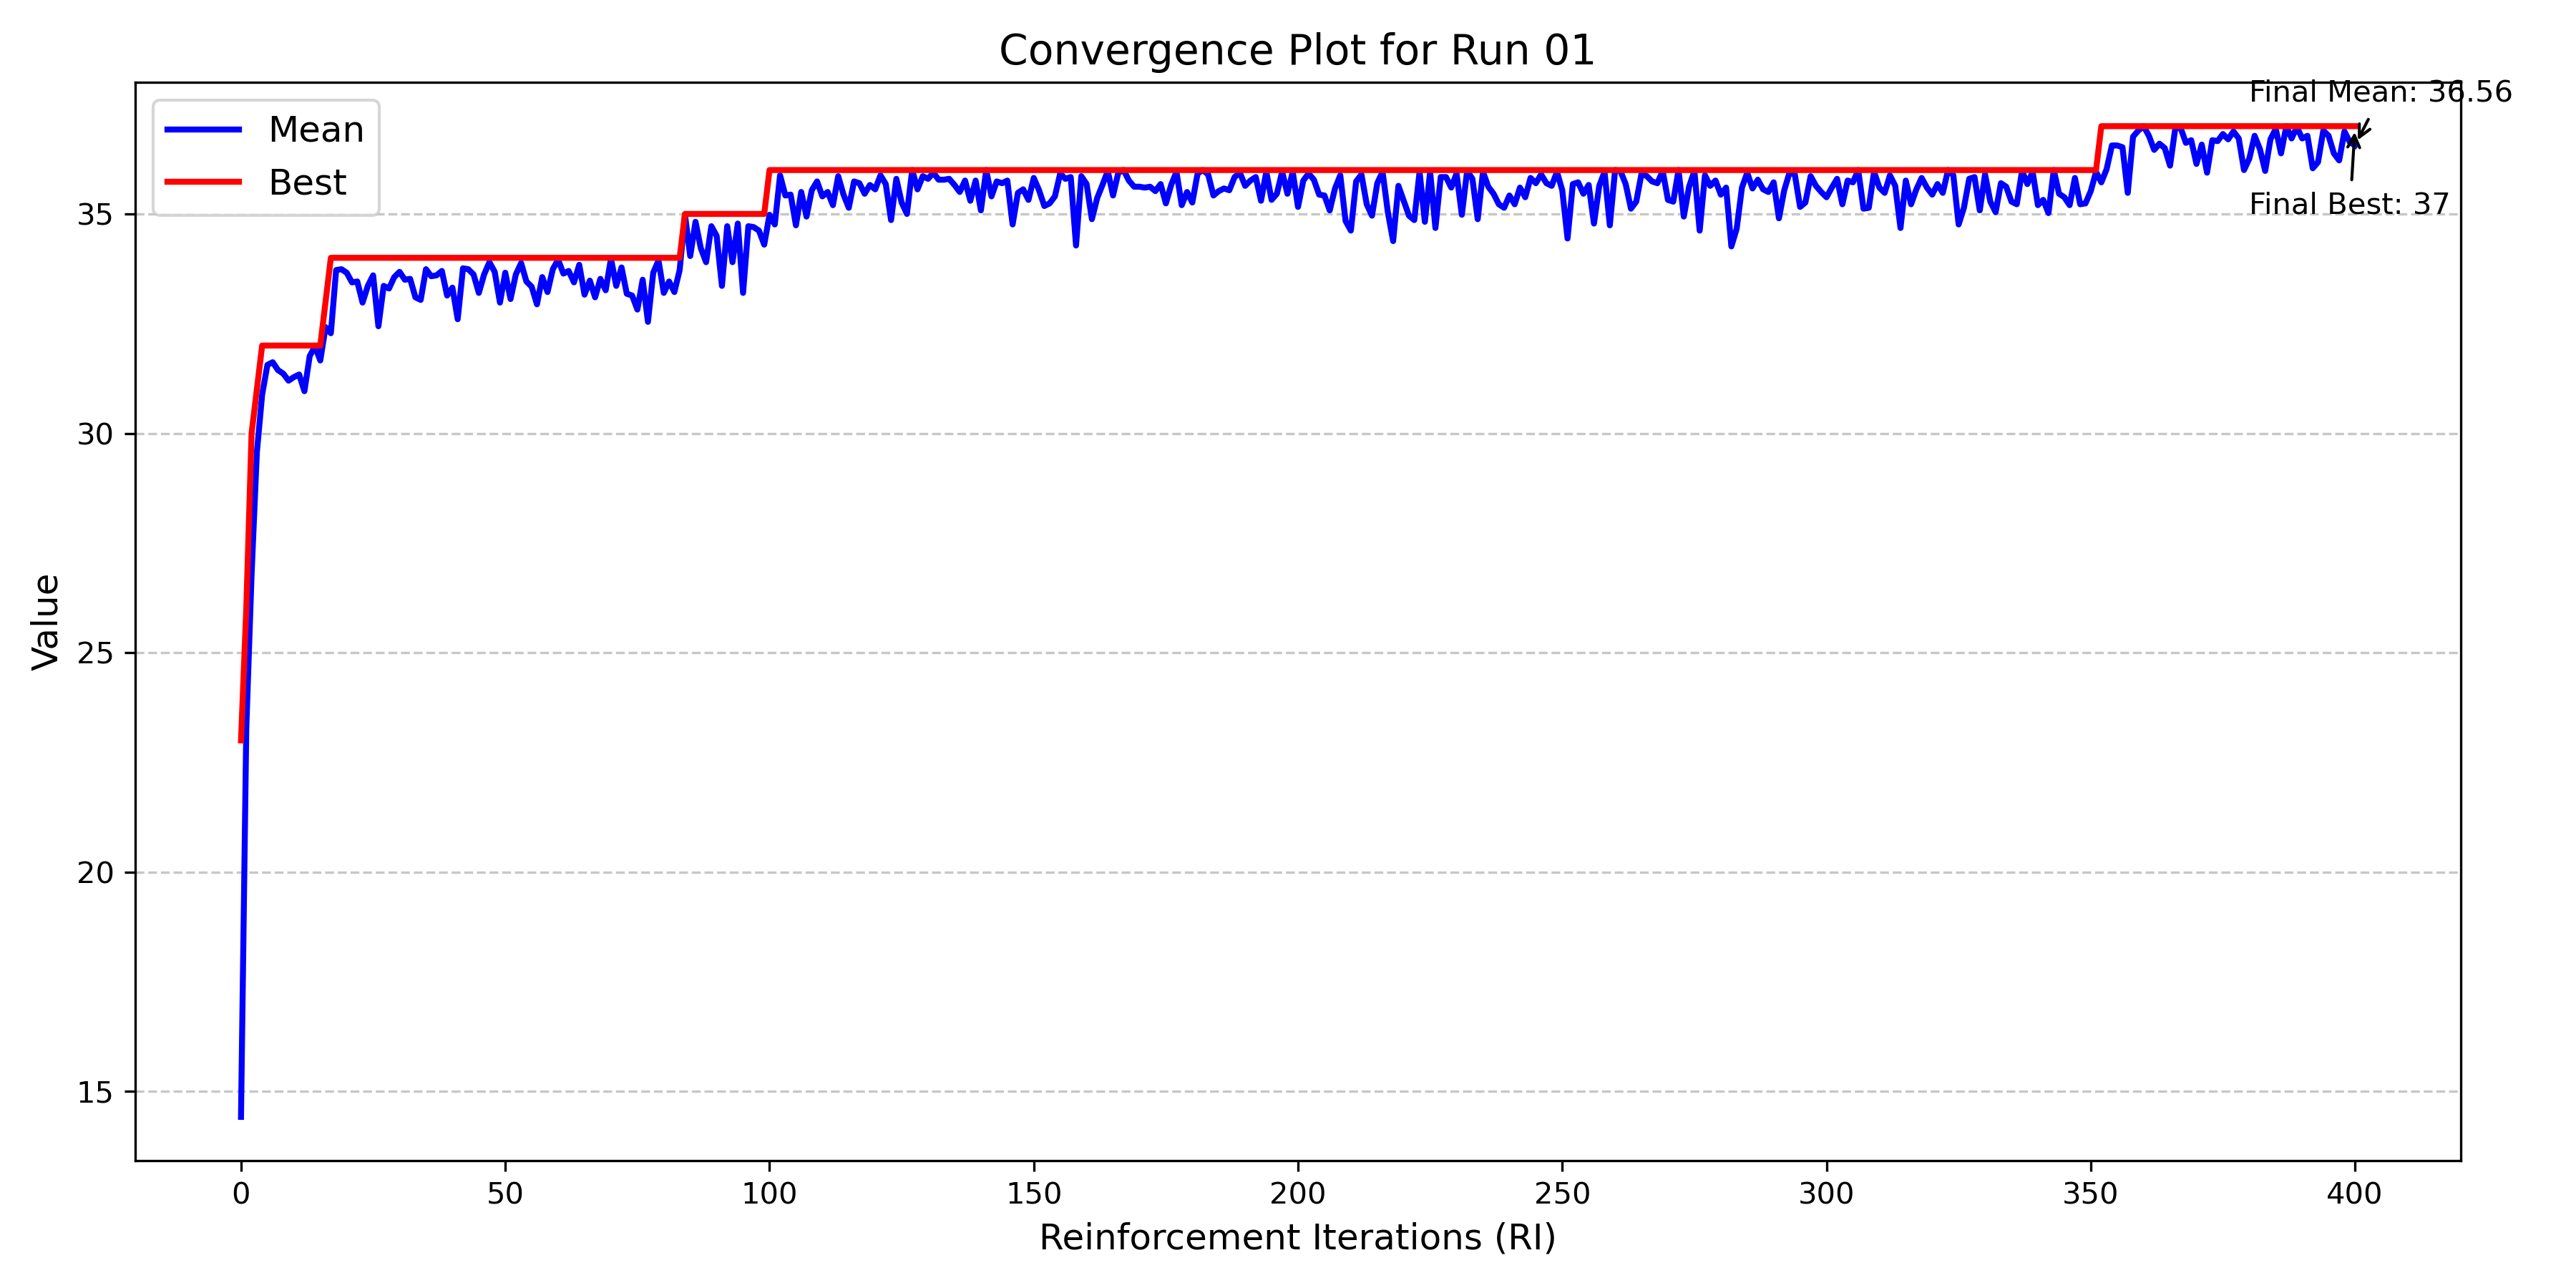 Convergence Plot for Run 01
Final Mean: 36.56
Mean
Best
Final Best: 37
35
30
25
20
15
Value
0 50 100 150 200 250 300 350 400
Reinforcement Iterations (RI)